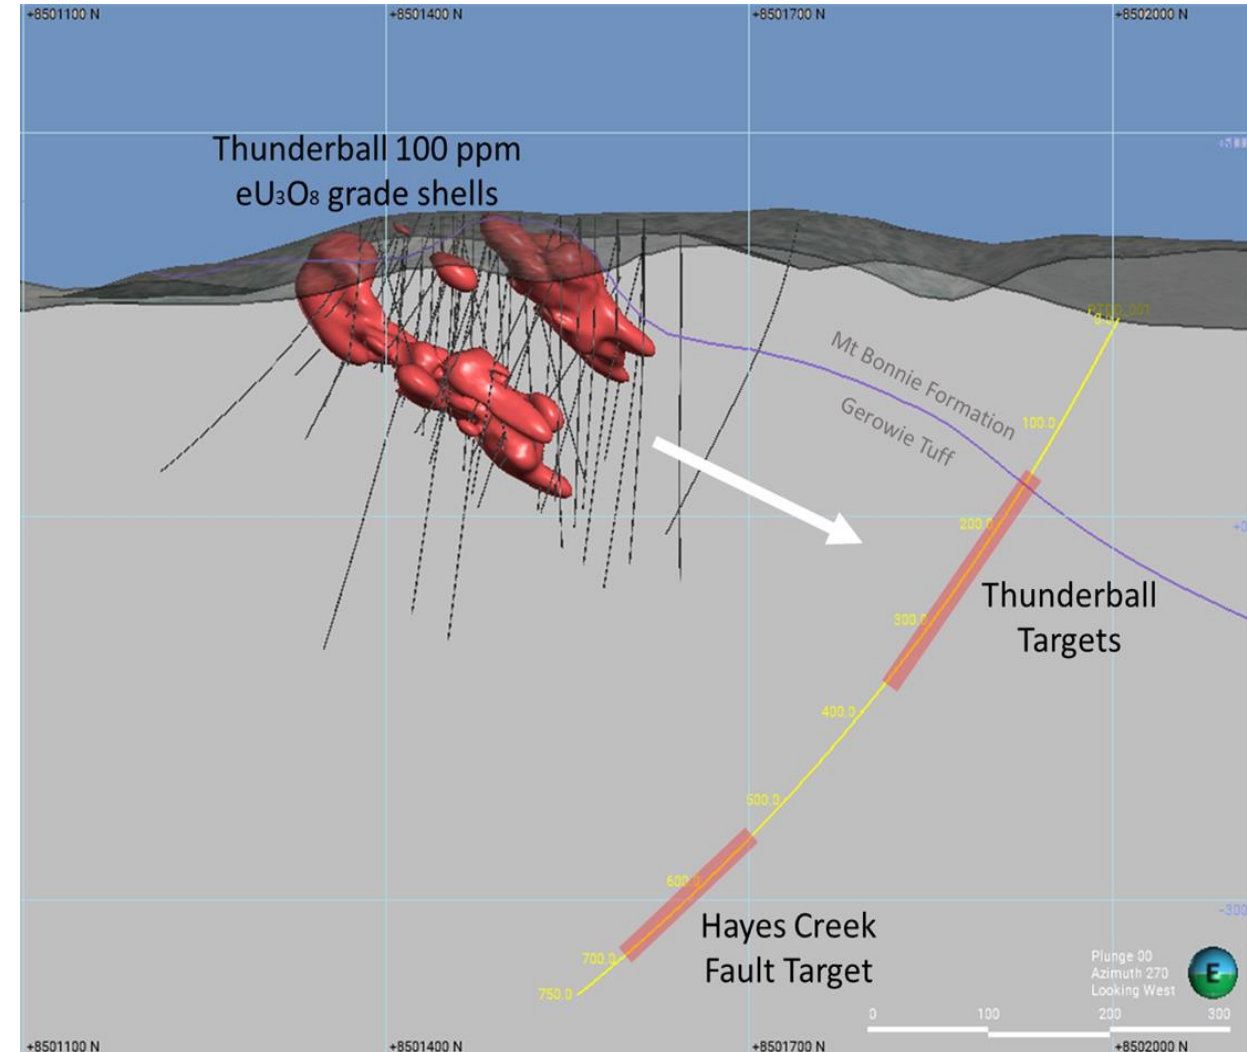 +8501100 N
+8501400 N
+8501700 N
+8502000 N
Thunderball 100 ppm
eU₃O₈ grade shells
Mt Bonnie Formation
Gerowie Tuff
100.0
200.0
300.0
400.0
500.0
600.0
700.0
750.0
Thunderball
Targets
Hayes Creek
Fault Target
+0
-300
Plunge 00
Azimuth 270
Looking West
E
0
100
200
300
+8501100 N
+8501400 N
+8501700 N
+8502000 N